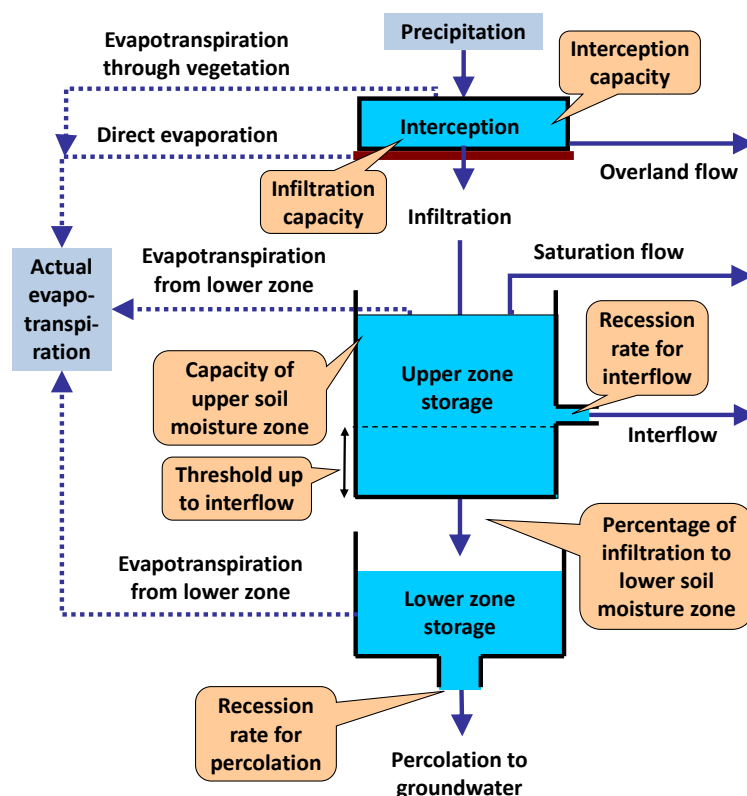 Evapotranspiration
through vegetation
Precipitation
Interception
capacity
Interception
Direct evaporation
Overland flow
Infiltration
capacity
Infiltration
Actual
evapo-
transpi-
ration
Evapotranspiration
from lower zone
Saturation flow
Recession
rate for
interflow
Capacity of
upper soil
moisture zone
Upper zone
storage
Interflow
Threshold up
to interflow
Percentage of
infiltration to
lower soil
moisture zone
Evapotranspiration
from lower zone
Lower zone
storage
Recession
rate for
percolation
Percolation to
groundwater